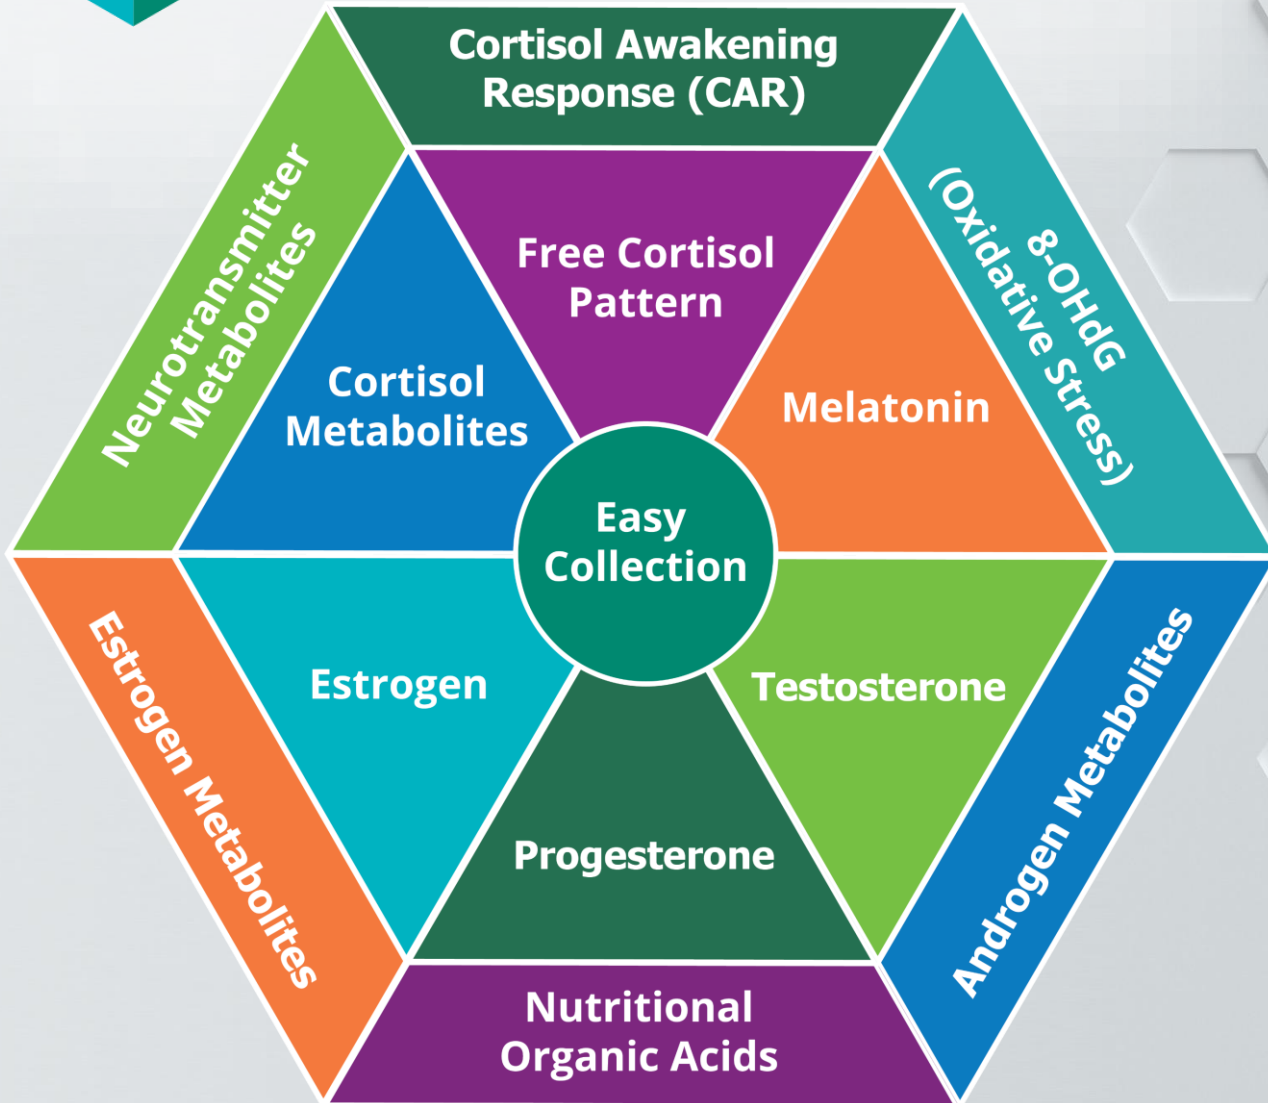 Cortisol Awakening
Response (CAR)
Neurotransmitter
Metabolites
8-OHdG
(Oxidative Stress)
Free Cortisol
Pattern
Cortisol
Metabolites
Melatonin
Easy
Collection
Estrogen
Testosterone
Progesterone
Estrogen Metabolites
Androgen Metabolites
Nutritional
Organic Acids